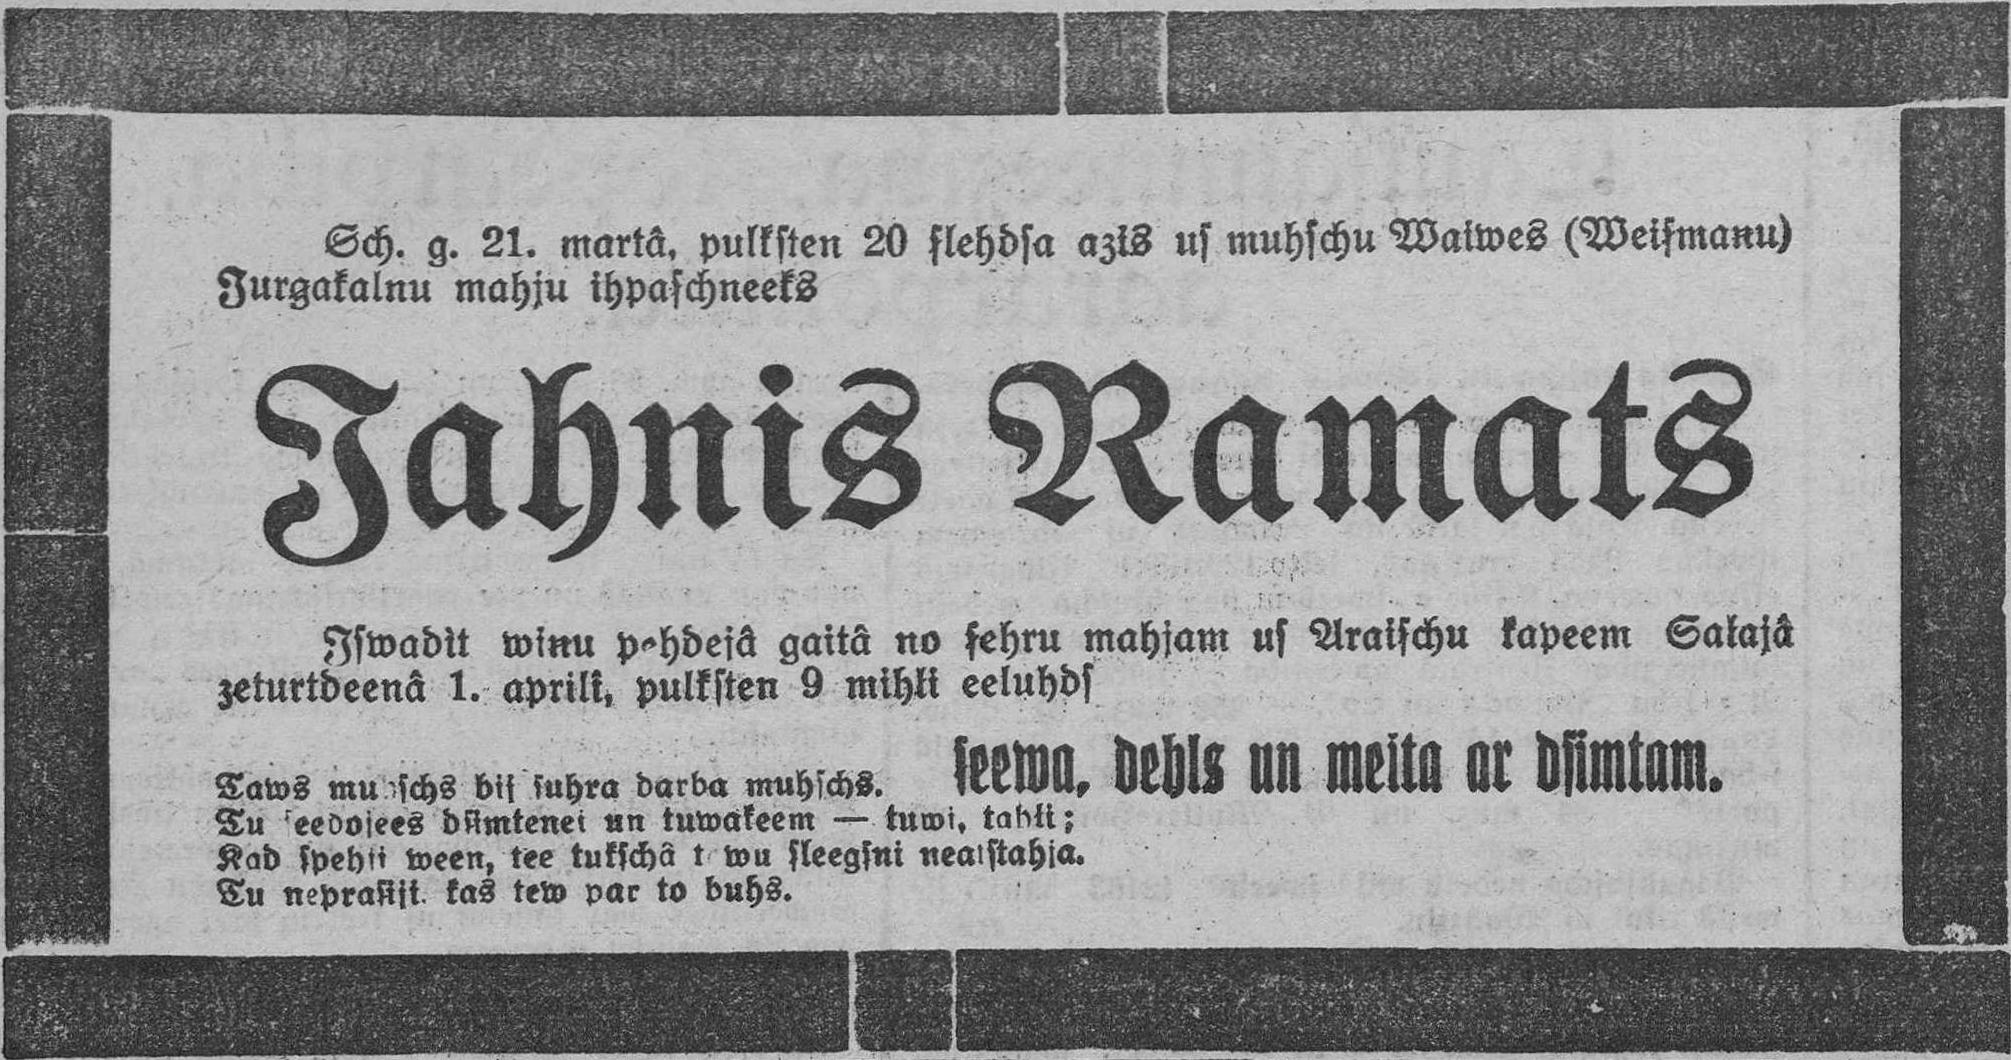 Sch. g. 21. martâ, pulksten 20 slehdsa azis us muhschu Waiwes (Weismanu)
Jurgakalnu mahju ihpaschneeks
Jahnis Ramats
Iswadit winu pehdejâ gaitâ no sehru mahjam us Araischu kapeem Salajâ
zeturtdeenâ 1. aprilî, pulksten 9 mihli eeluhds
seewa, dehls un meita ar dsimtam.
Taws muhschs bij suhra darba muhschs.
Tu seedojees dsimtenei un tuwakeem — tuwi, tahli;
Kad spehji ween, tee tukschâ tewu sleegsni neatstahja.
Tu neprasiji, kas tew par to buhs.